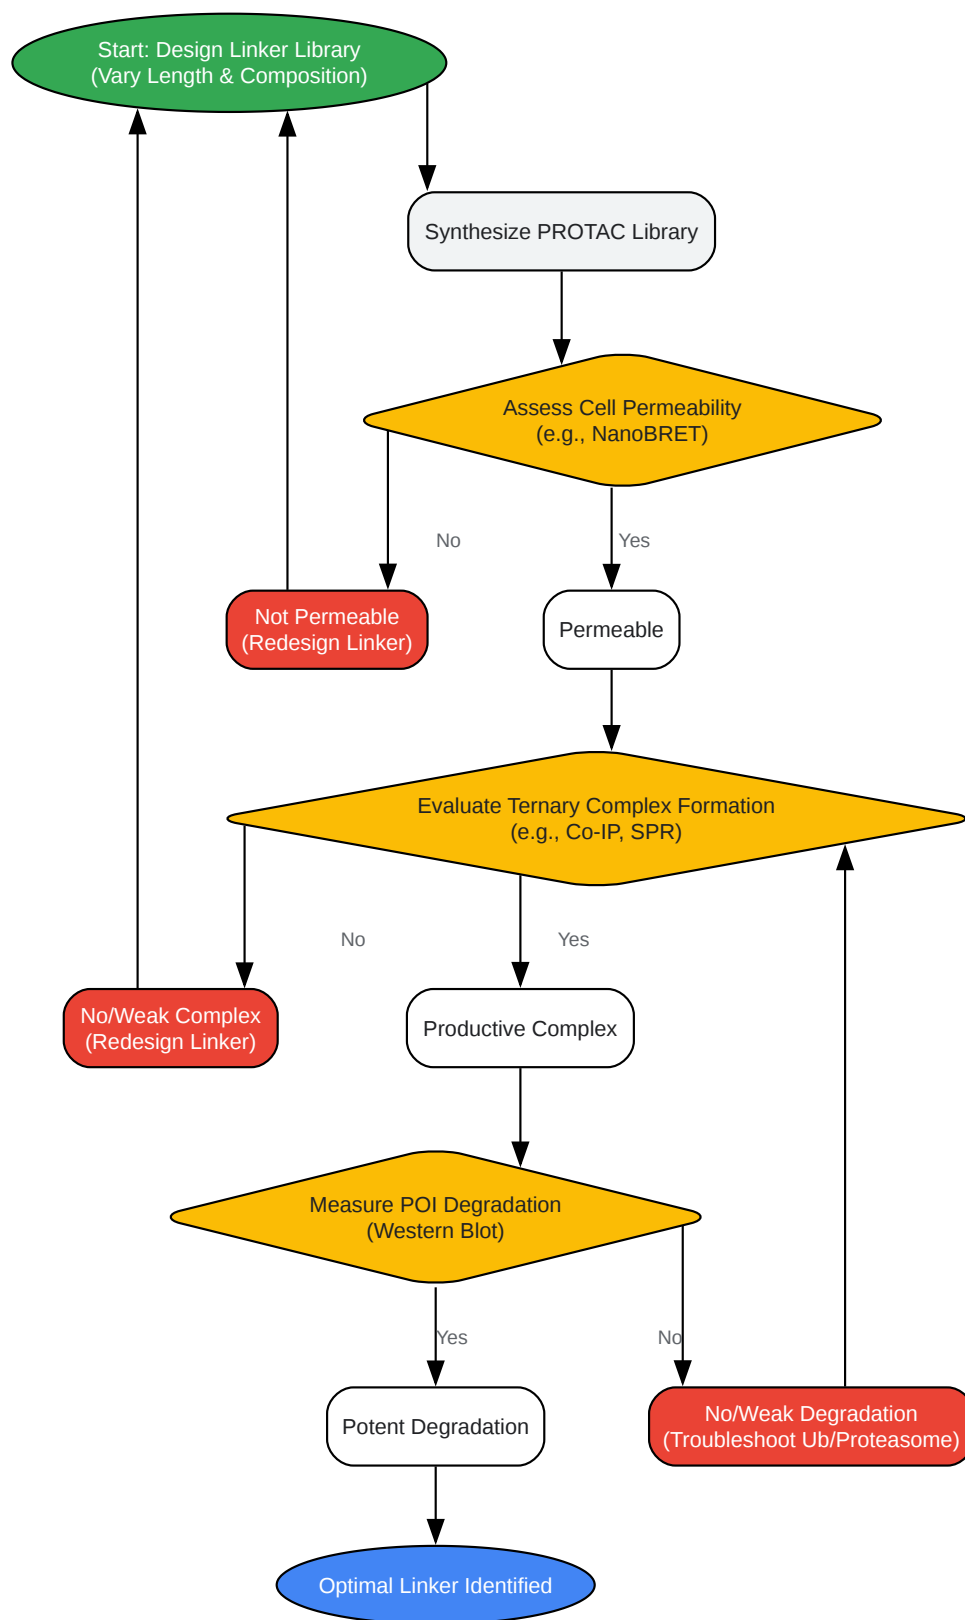 Start: Design Linker Library
(Vary Length & Composition)
Synthesize PROTAC Library
Assess Cell Permeability
(e.g., NanoBRET)
No
Yes
Not Permeable
(Redesign Linker)
Permeable
Evaluate Ternary Complex Formation
(e.g., Co-IP, SPR)
No
Yes
No/Weak Complex
(Redesign Linker)
Productive Complex
Measure POI Degradation
(Western Blot)
Yes
No
Potent Degradation
No/Weak Degradation
(Troubleshoot Ub/Proteasome)
Optimal Linker Identified